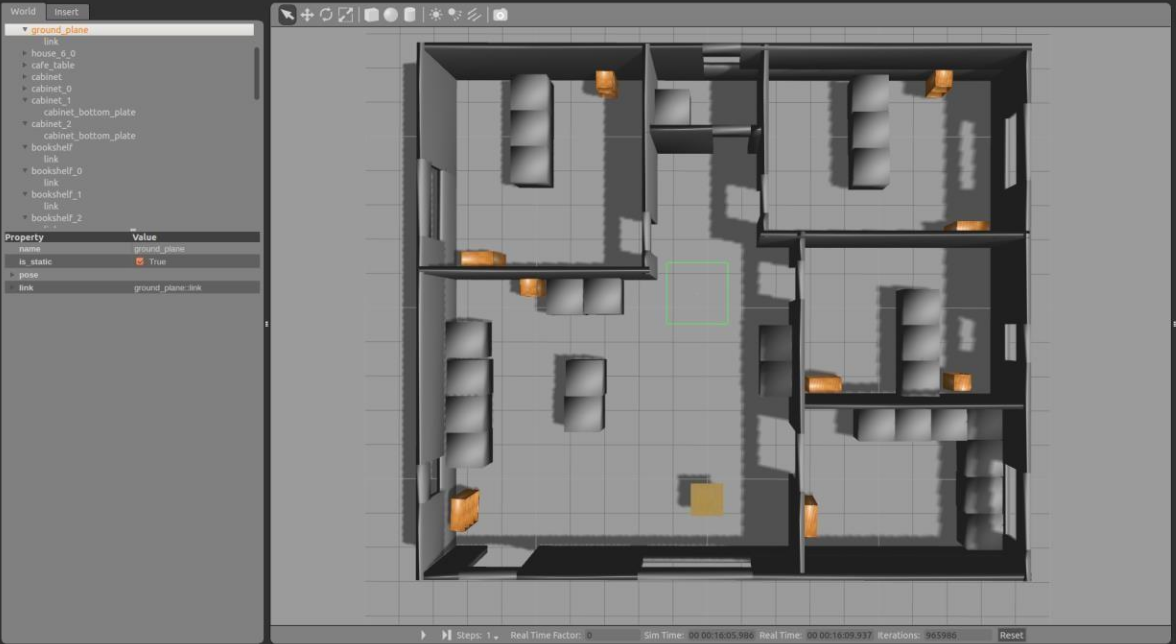 World Insert
ground_plane
link
house_6_0
cafe_table
cabinet
cabinet_0
cabinet_1
cabinet_bottom_plate
cabinet_2
cabinet_bottom_plate
bookshelf
link
bookshelf_0
link
bookshelf_1
link
bookshelf_2
Property Value
name ground_plane
is_static True
pose
link ground_plane::link
Steps: 1 Real Time Factor: 0 Sim Time: 00 00:16:05.986 Real Time: 00 00:16:09.937 Iterations: 965986 Reset